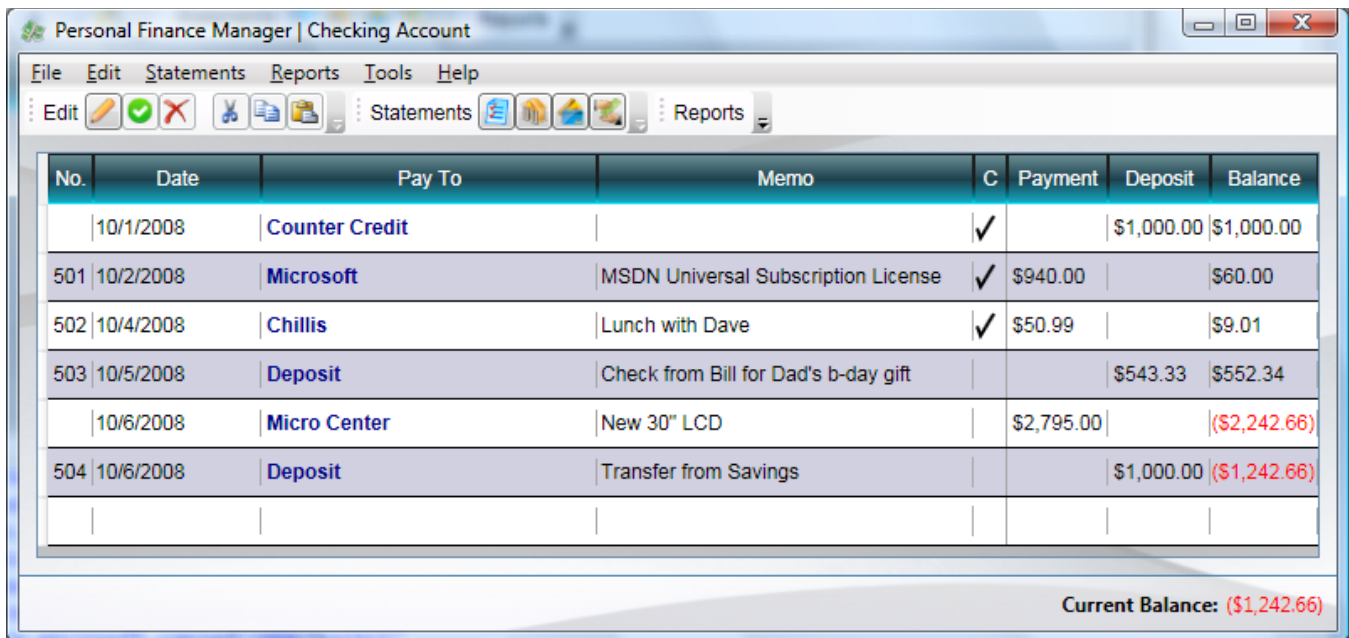 Personal Finance Manager | Checking Account
File Edit Statements Reports Tools Help
Edit Statements Reports
No. Date Pay To Memo C Payment Deposit Balance
10/1/2008 Counter Credit $1,000.00 $1,000.00
501 10/2/2008 Microsoft MSDN Universal Subscription License $940.00 $60.00
502 10/4/2008 Chillis Lunch with Dave $50.99 $9.01
503 10/5/2008 Deposit Check from Bill for Dad's b-day gift $543.33 $552.34
10/6/2008 Micro Center New 30" LCD $2,795.00 ($2,242.66)
504 10/6/2008 Deposit Transfer from Savings $1,000.00 ($1,242.66)
Current Balance: ($1,242.66)